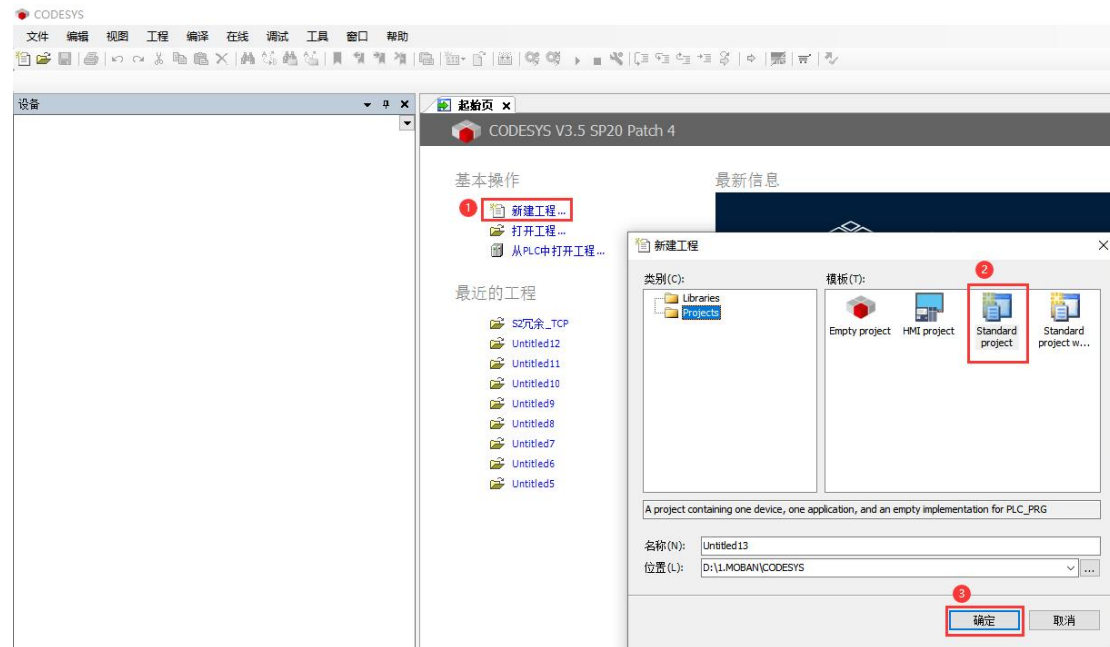 CODESYS
文件 编辑 视图 工程 编译 在线 调试 工具 窗口 帮助
设备
起始页
CODESYS V3.5 SP20 Patch 4
基本操作
最新信息
1
新建工程...
打开工程...
从PLC中打开工程...
最近的工程
S2冗余_TCP
Untitled12
Untitled11
Untitled10
Untitled9
Untitled8
Untitled7
Untitled6
Untitled5
新建工程
类别(C):
模板(T):
2
Libraries
Projects
Empty project
HMI project
Standard project
Standard project w...
A project containing one device, one application, and an empty implementation for PLC_PRG
名称(N): Untitled13
位置(L): D:\1.MOBAN\CODESYS
...
3
确定
取消